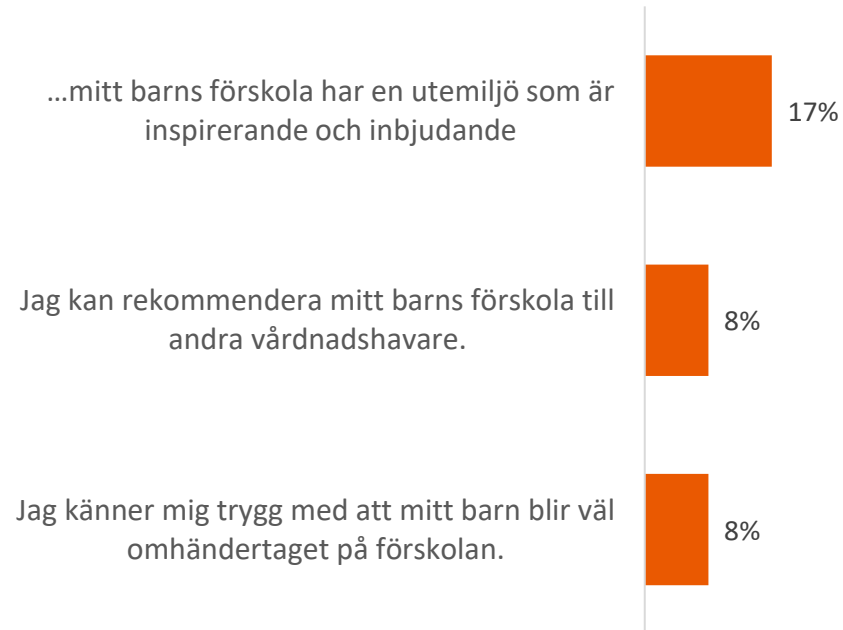 …mitt barns förskola har en utemiljö som är
inspirerande och inbjudande
17%
Jag kan rekommendera mitt barns förskola till
andra vårdnadshavare.
8%
Jag känner mig trygg med att mitt barn blir väl
omhändertaget på förskolan.
8%